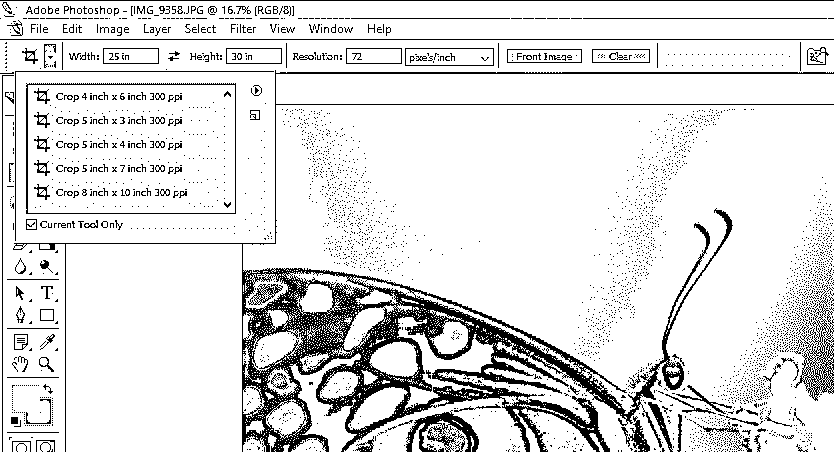 Adobe Photoshop - [IMG_9358.JPG @ 16.7% (RGB/8)]
File Edit Image Layer Select Filter View Window Help
Width: 25 in Height: 30 in Resolution: 72 pixels/inch Front Image Clear
Crop 4 inch x 6 inch 300 ppi
Crop 5 inch x 3 inch 300 ppi
Crop 5 inch x 4 inch 300 ppi
Crop 5 inch x 7 inch 300 ppi
Crop 8 inch x 10 inch 300 ppi
Current Tool Only
T